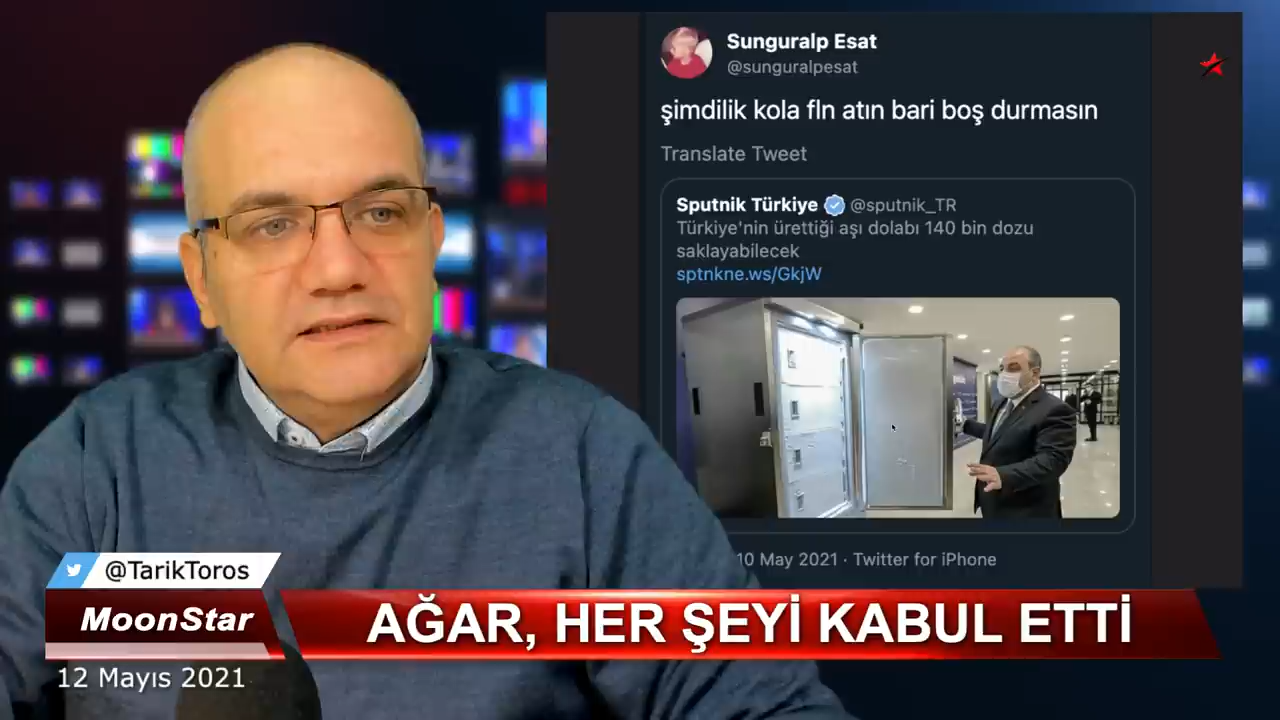 Sunguralp Esat
@sunguralpesat
şimdilik kola fln atın bari boş durmasın
Translate Tweet
Sputnik Türkiye @sputnik_TR
Türkiye'nin ürettiği aşı dolabı 140 bin dozu
saklayabilecek
sptnkne.ws/GkjW
10 May 2021 · Twitter for iPhone
@TarikToros
MoonStar
AĞAR, HER ŞEYİ KABUL ETTİ
12 Mayıs 2021